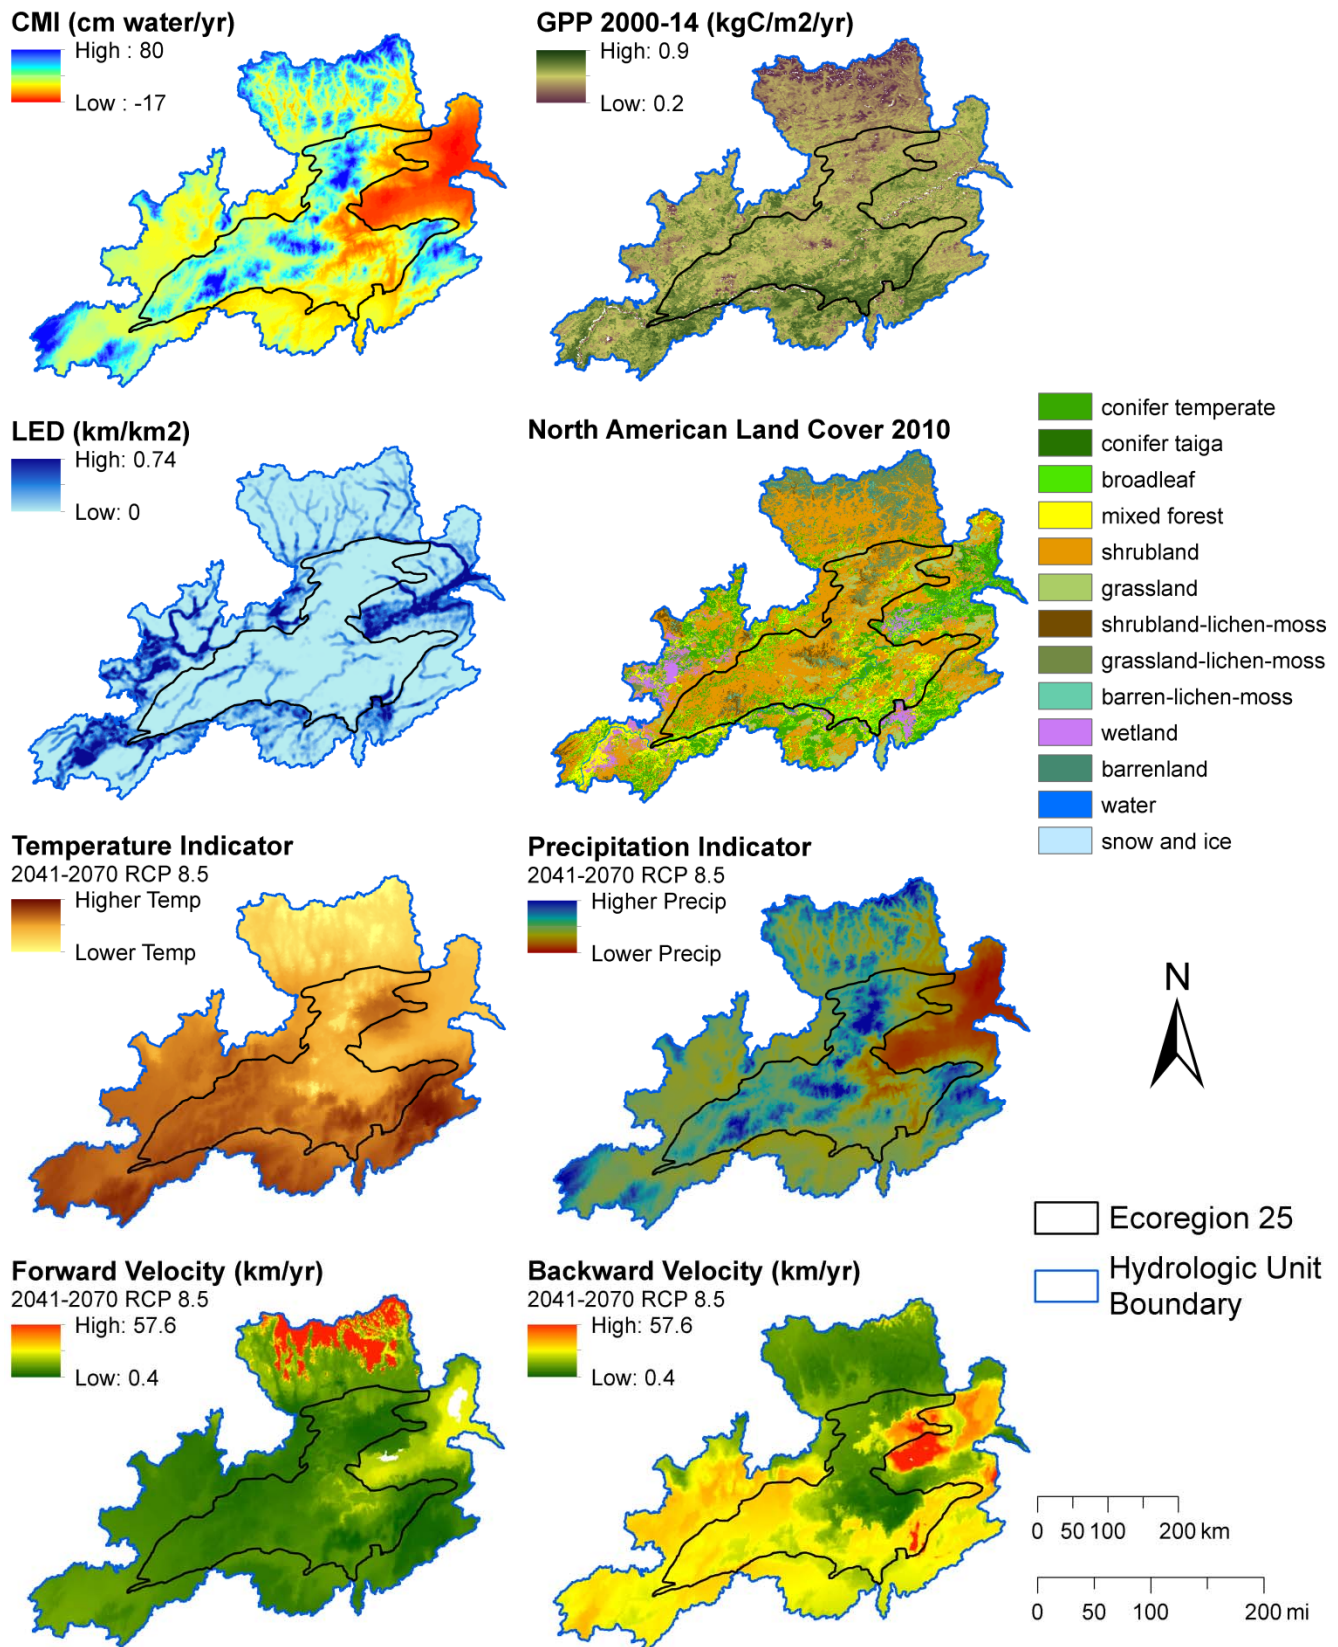 CMI (cm water/yr)
High : 80
Low : -17
GPP 2000-14 (kgC/m2/yr)
High: 0.9
Low: 0.2
LED (km/km2)
High: 0.74
Low: 0
North American Land Cover 2010
conifer temperate
conifer taiga
broadleaf
mixed forest
shrubland
grassland
shrubland-lichen-moss
grassland-lichen-moss
barren-lichen-moss
wetland
barrenland
water
snow and ice
Temperature Indicator
2041-2070 RCP 8.5
Higher Temp
Lower Temp
Precipitation Indicator
2041-2070 RCP 8.5
Higher Precip
Lower Precip
N
Ecoregion 25
Hydrologic Unit
Boundary
Forward Velocity (km/yr)
2041-2070 RCP 8.5
High: 57.6
Low: 0.4
Backward Velocity (km/yr)
2041-2070 RCP 8.5
High: 57.6
Low: 0.4
0 50 100 200 km
0 50 100 200 mi